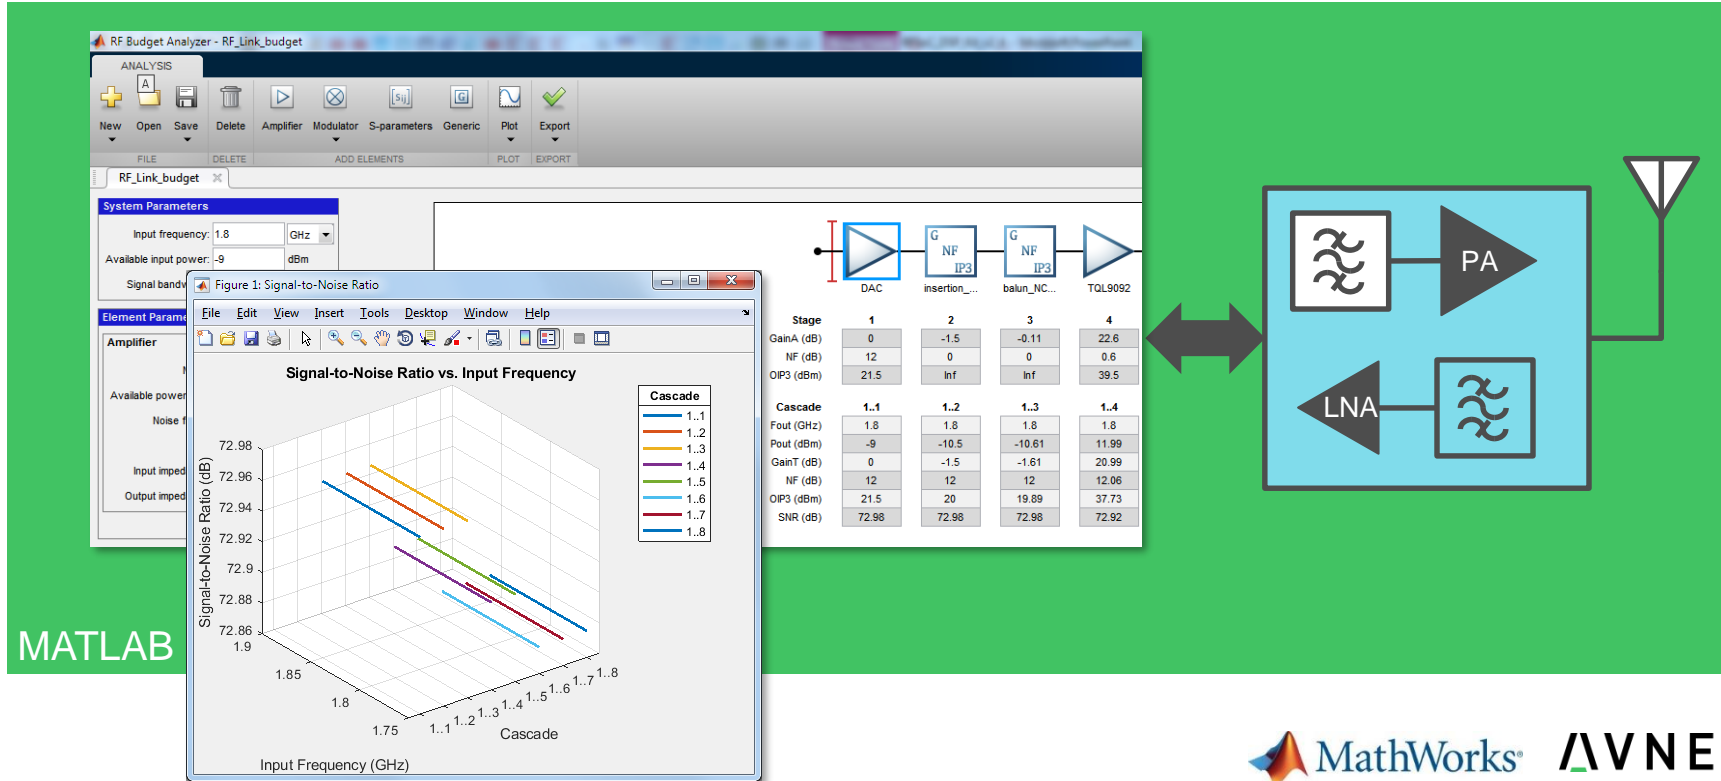 RF Budget Analyzer - RF_Link_budget
ANALYSIS
A
New Open Save Delete Amplifier Modulator S-parameters Generic Plot Export
[Sij] G
FILE DELETE ADD ELEMENTS PLOT EXPORT
RF_Link_budget
System Parameters
Input frequency: 1.8 GHz
Available input power: -9 dBm
Signal bandw
Element Parame
Amplifier
Available power
Noise f
Input imped
Output imped
G NF IP3
G NF IP3
DAC insertion_... balun_NC... TQL9092
Stage 1 2 3 4
GainA (dB) 0 -1.5 -0.11 22.6
NF (dB) 12 0 0 0.6
OIP3 (dBm) 21.5 Inf Inf 39.5
Cascade 1..1 1..2 1..3 1..4
Fout (GHz) 1.8 1.8 1.8 1.8
Pout (dBm) -9 -10.5 -10.61 11.99
GainT (dB) 0 -1.5 -1.61 20.99
NF (dB) 12 12 12 12.06
OIP3 (dBm) 21.5 20 19.89 37.73
SNR (dB) 72.98 72.98 72.98 72.92
Figure 1: Signal-to-Noise Ratio
File Edit View Insert Tools Desktop Window Help
Signal-to-Noise Ratio vs. Input Frequency
Cascade
1..1
1..2
1..3
1..4
1..5
1..6
1..7
1..8
Signal-to-Noise Ratio (dB)
72.98
72.96
72.94
72.92
72.9
72.88
72.86
1.9
1.85
1.8
1.75
1..1 1..2 1..3 1..4 1..5 1..6 1..7 1..8
Cascade
Input Frequency (GHz)
PA
LNA
MATLAB
MathWorks®
AVNET